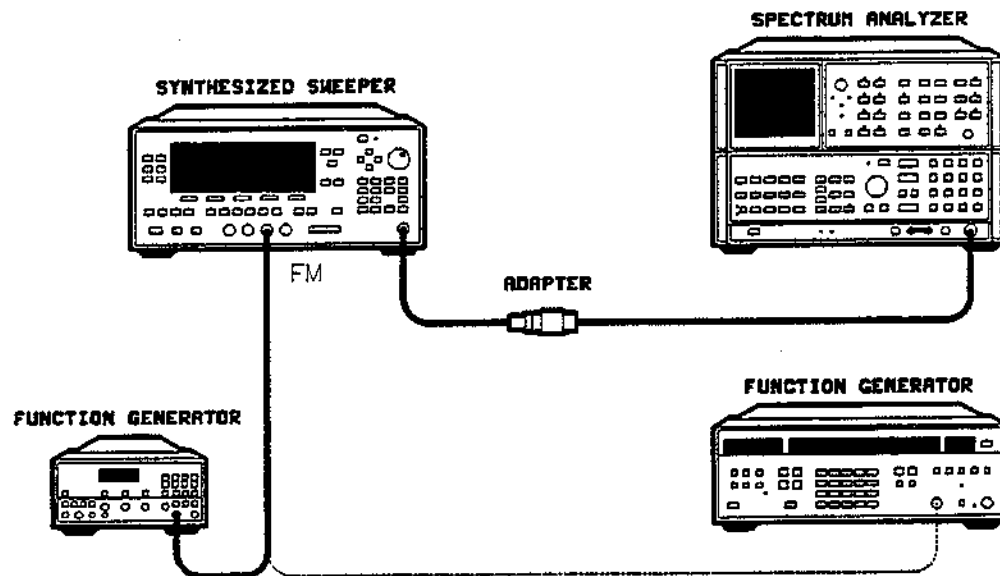 SPECTRUM ANALYZER
SYNTHESIZED SWEEPER
FM
ADAPTER
FUNCTION GENERATOR
FUNCTION GENERATOR